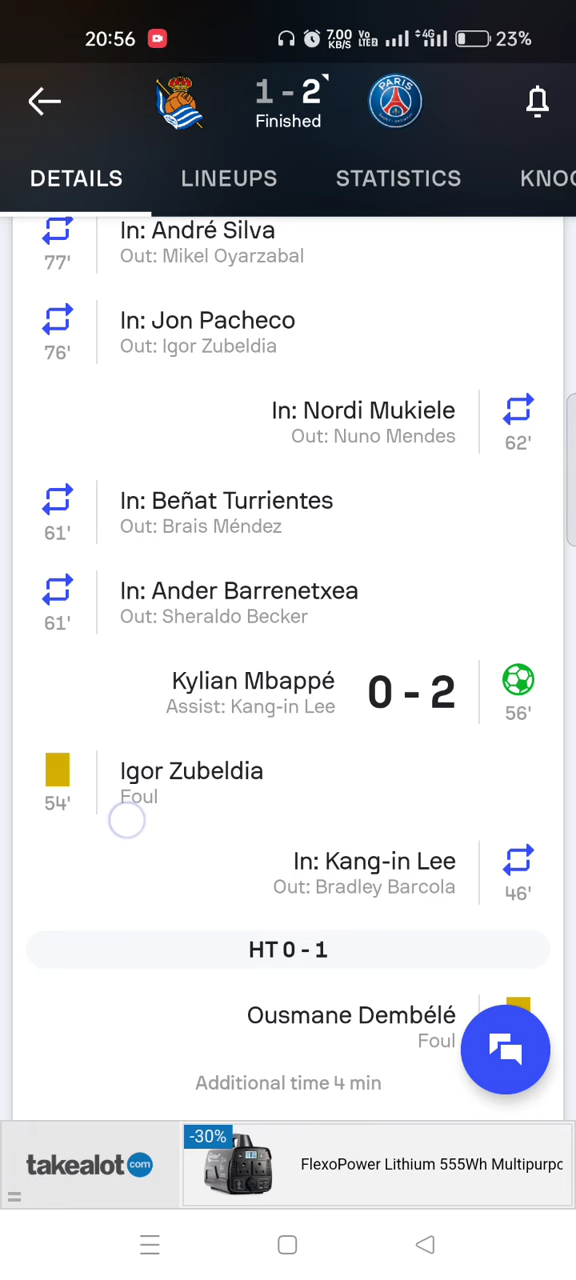 20:56 7.00 KB/S Vo LTE2 4G 23%
1 - 2
Finished
PARIS
DETAILS LINEUPS STATISTICS KNOC
In: André Silva
Out: Mikel Oyarzabal
77'
In: Jon Pacheco
Out: Igor Zubeldia
76'
In: Nordi Mukiele
Out: Nuno Mendes
62'
In: Beñat Turrientes
Out: Brais Méndez
61'
In: Ander Barrenetxea
Out: Sheraldo Becker
61'
Kylian Mbappé
Assist: Kang-in Lee
0 - 2
56'
Igor Zubeldia
Foul
54'
In: Kang-in Lee
Out: Bradley Barcola
46'
HT 0 - 1
Ousmane Dembélé
Foul
Additional time 4 min
takealot com
-30%
FlexoPower Lithium 555Wh Multipurpo